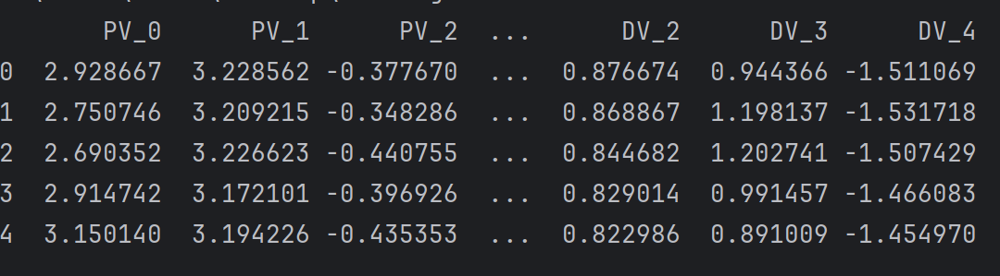 PV_0 PV_1 PV_2 ... DV_2 DV_3 DV_4
0 2.928667 3.228562 -0.377670 ... 0.876674 0.944366 -1.511069
1 2.750746 3.209215 -0.348286 ... 0.868867 1.198137 -1.531718
2 2.690352 3.226623 -0.440755 ... 0.844682 1.202741 -1.507429
3 2.914742 3.172101 -0.396926 ... 0.829014 0.991457 -1.466083
4 3.150140 3.194226 -0.435353 ... 0.822986 0.891009 -1.454970